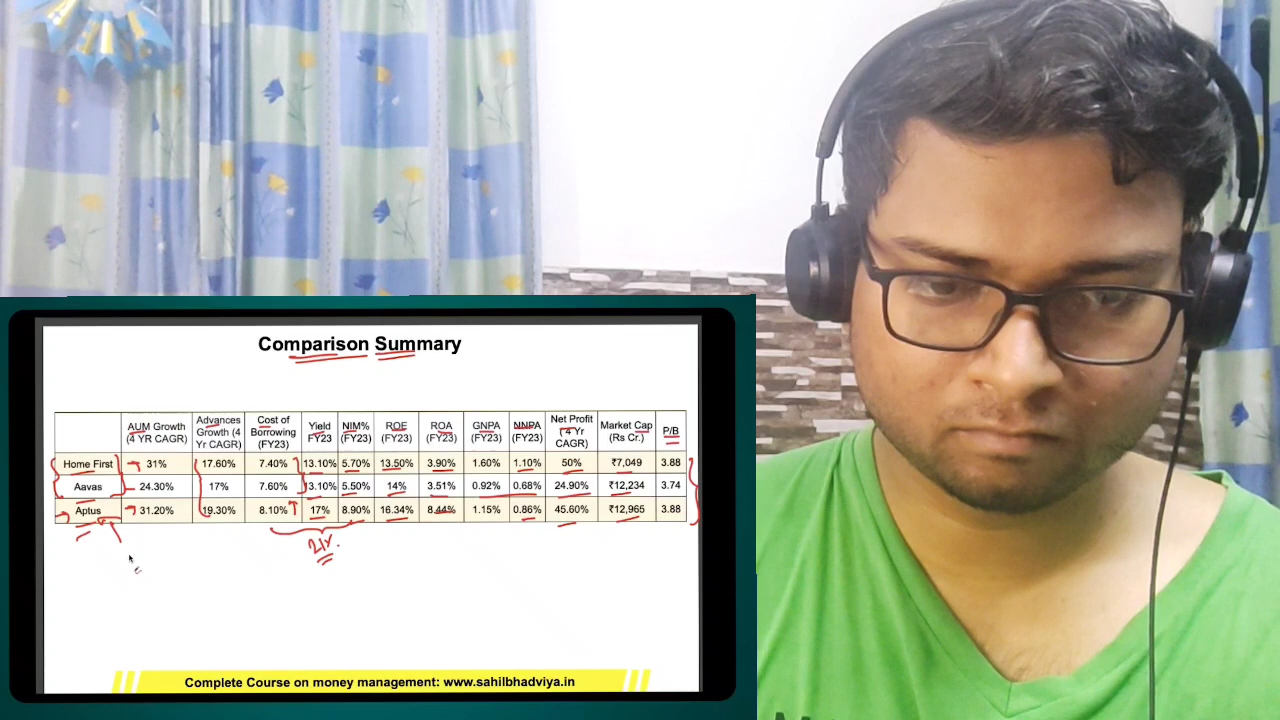 Comparison Summary
AUM Growth (4 YR CAGR) Advances Growth (4 Yr CAGR) Cost of Borrowing (FY23) Yield FY23 NIM% (FY23) ROE (FY23) ROA (FY23) GNPA (FY23) NNPA (FY23) Net Profit (4 Yr CAGR) Market Cap (Rs Cr.) P/B
Home First 31% 17.60% 7.40% 13.10% 5.70% 13.50% 3.90% 1.60% 1.10% 50% ₹7,049 3.88
Aavas 24.30% 17% 7.60% 3.10% 5.50% 14% 3.51% 0.92% 0.68% 24.90% ₹12,234 3.74
Aptus 31.20% 19.30% 8.10% 17% 8.90% 16.34% 8.44% 1.15% 0.86% 45.60% ₹12,965 3.88
Complete Course on money management: www.sahilbhadviya.in